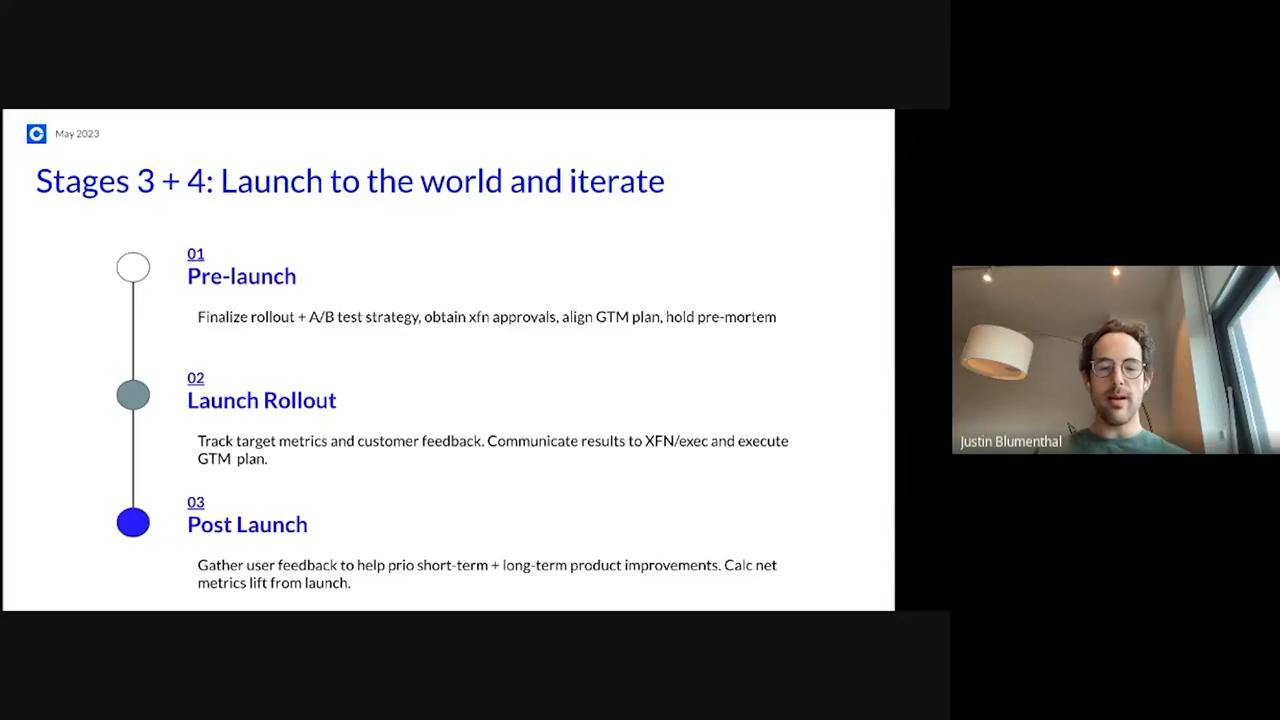 May 2023
Stages 3 + 4: Launch to the world and iterate
01
Pre-launch
Finalize rollout + A/B test strategy, obtain xfn approvals, align GTM plan, hold pre-mortem
02
Launch Rollout
Track target metrics and customer feedback. Communicate results to XFN/exec and execute
GTM plan.
03
Post Launch
Gather user feedback to help prio short-term + long-term product improvements. Calc net
metrics lift from launch.
Justin Blumenthal